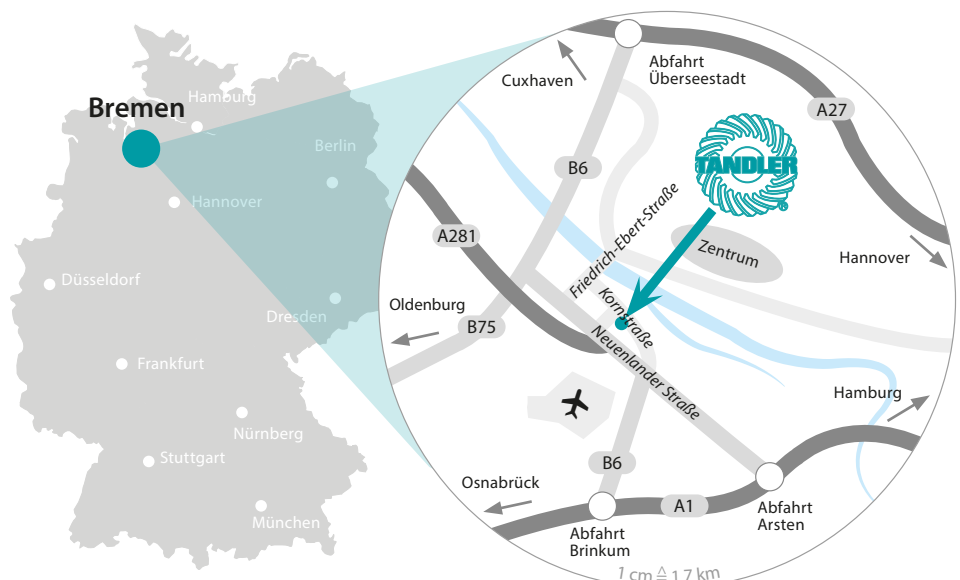 Bremen
Hamburg
Berlin
Hannover
Düsseldorf
Dresden
Frankfurt
Nürnberg
Stuttgart
München
Abfahrt
Überseestadt
Cuxhaven
A27
TANDLER
®
B6
Friedrich-Ebert-Straße
A281
Zentrum
Hannover
Oldenburg
Kornstraße
B75
Neuenlander Straße
Hamburg
B6
Osnabrück
A1
Abfahrt
Arsten
Abfahrt
Brinkum
1 cm ≙ 1,7 km